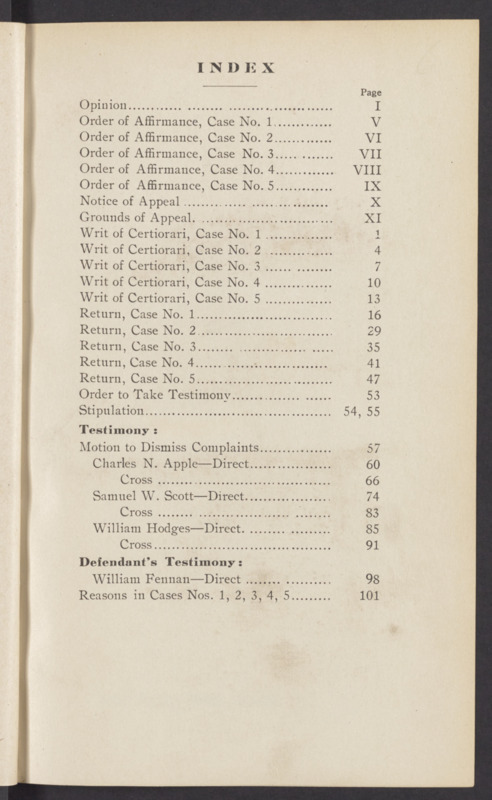 INDEX
Page
Opinion............ ........ ........................ I
Order of Affirmance, Case No. 1............. V
Order of Affirmance, Case No. 2............. VI
Order of Affirmance, Case No. 3..... ....... VII
Order of Affirmance, Case No. 4............. VIII
Order of Affirmance, Case No. 5............. IX
Notice of Appeal .............. ..... ............ X
Grounds of Appeal. .............................. XI
Writ of Certiorari, Case No. 1 ............... 1
Writ of Certiorari, Case No. 2 .............. 4
Writ of Certiorari, Case No. 3 ...... ......... 7
Writ of Certiorari, Case No. 4 ............... 10
Writ of Certiorari, Case No. 5 ............... 13
Return, Case No. 1............................... 16
Return, Case No. 2.............................. 29
Return, Case No. 3........ ............... ..... 35
Return, Case No. 4.............................. 41
Return, Case No. 5............................... 47
Order to Take Testimony................ ...... 53
Stipulation.......................................... 54, 55
Testimony:
Motion to Dismiss Complaints................ 57
Charles N. Apple—Direct.................. 60
Cross ....................................... 66
Samuel W. Scott—Direct................... 74
Cross ........ ...................... ........ 83
William Hodges—Direct. ......... ......... 85
Cross........................................ 91
Defendant's Testimony:
William Fennan—Direct ........ .......... 98
Reasons in Cases Nos. 1, 2, 3, 4, 5......... 101